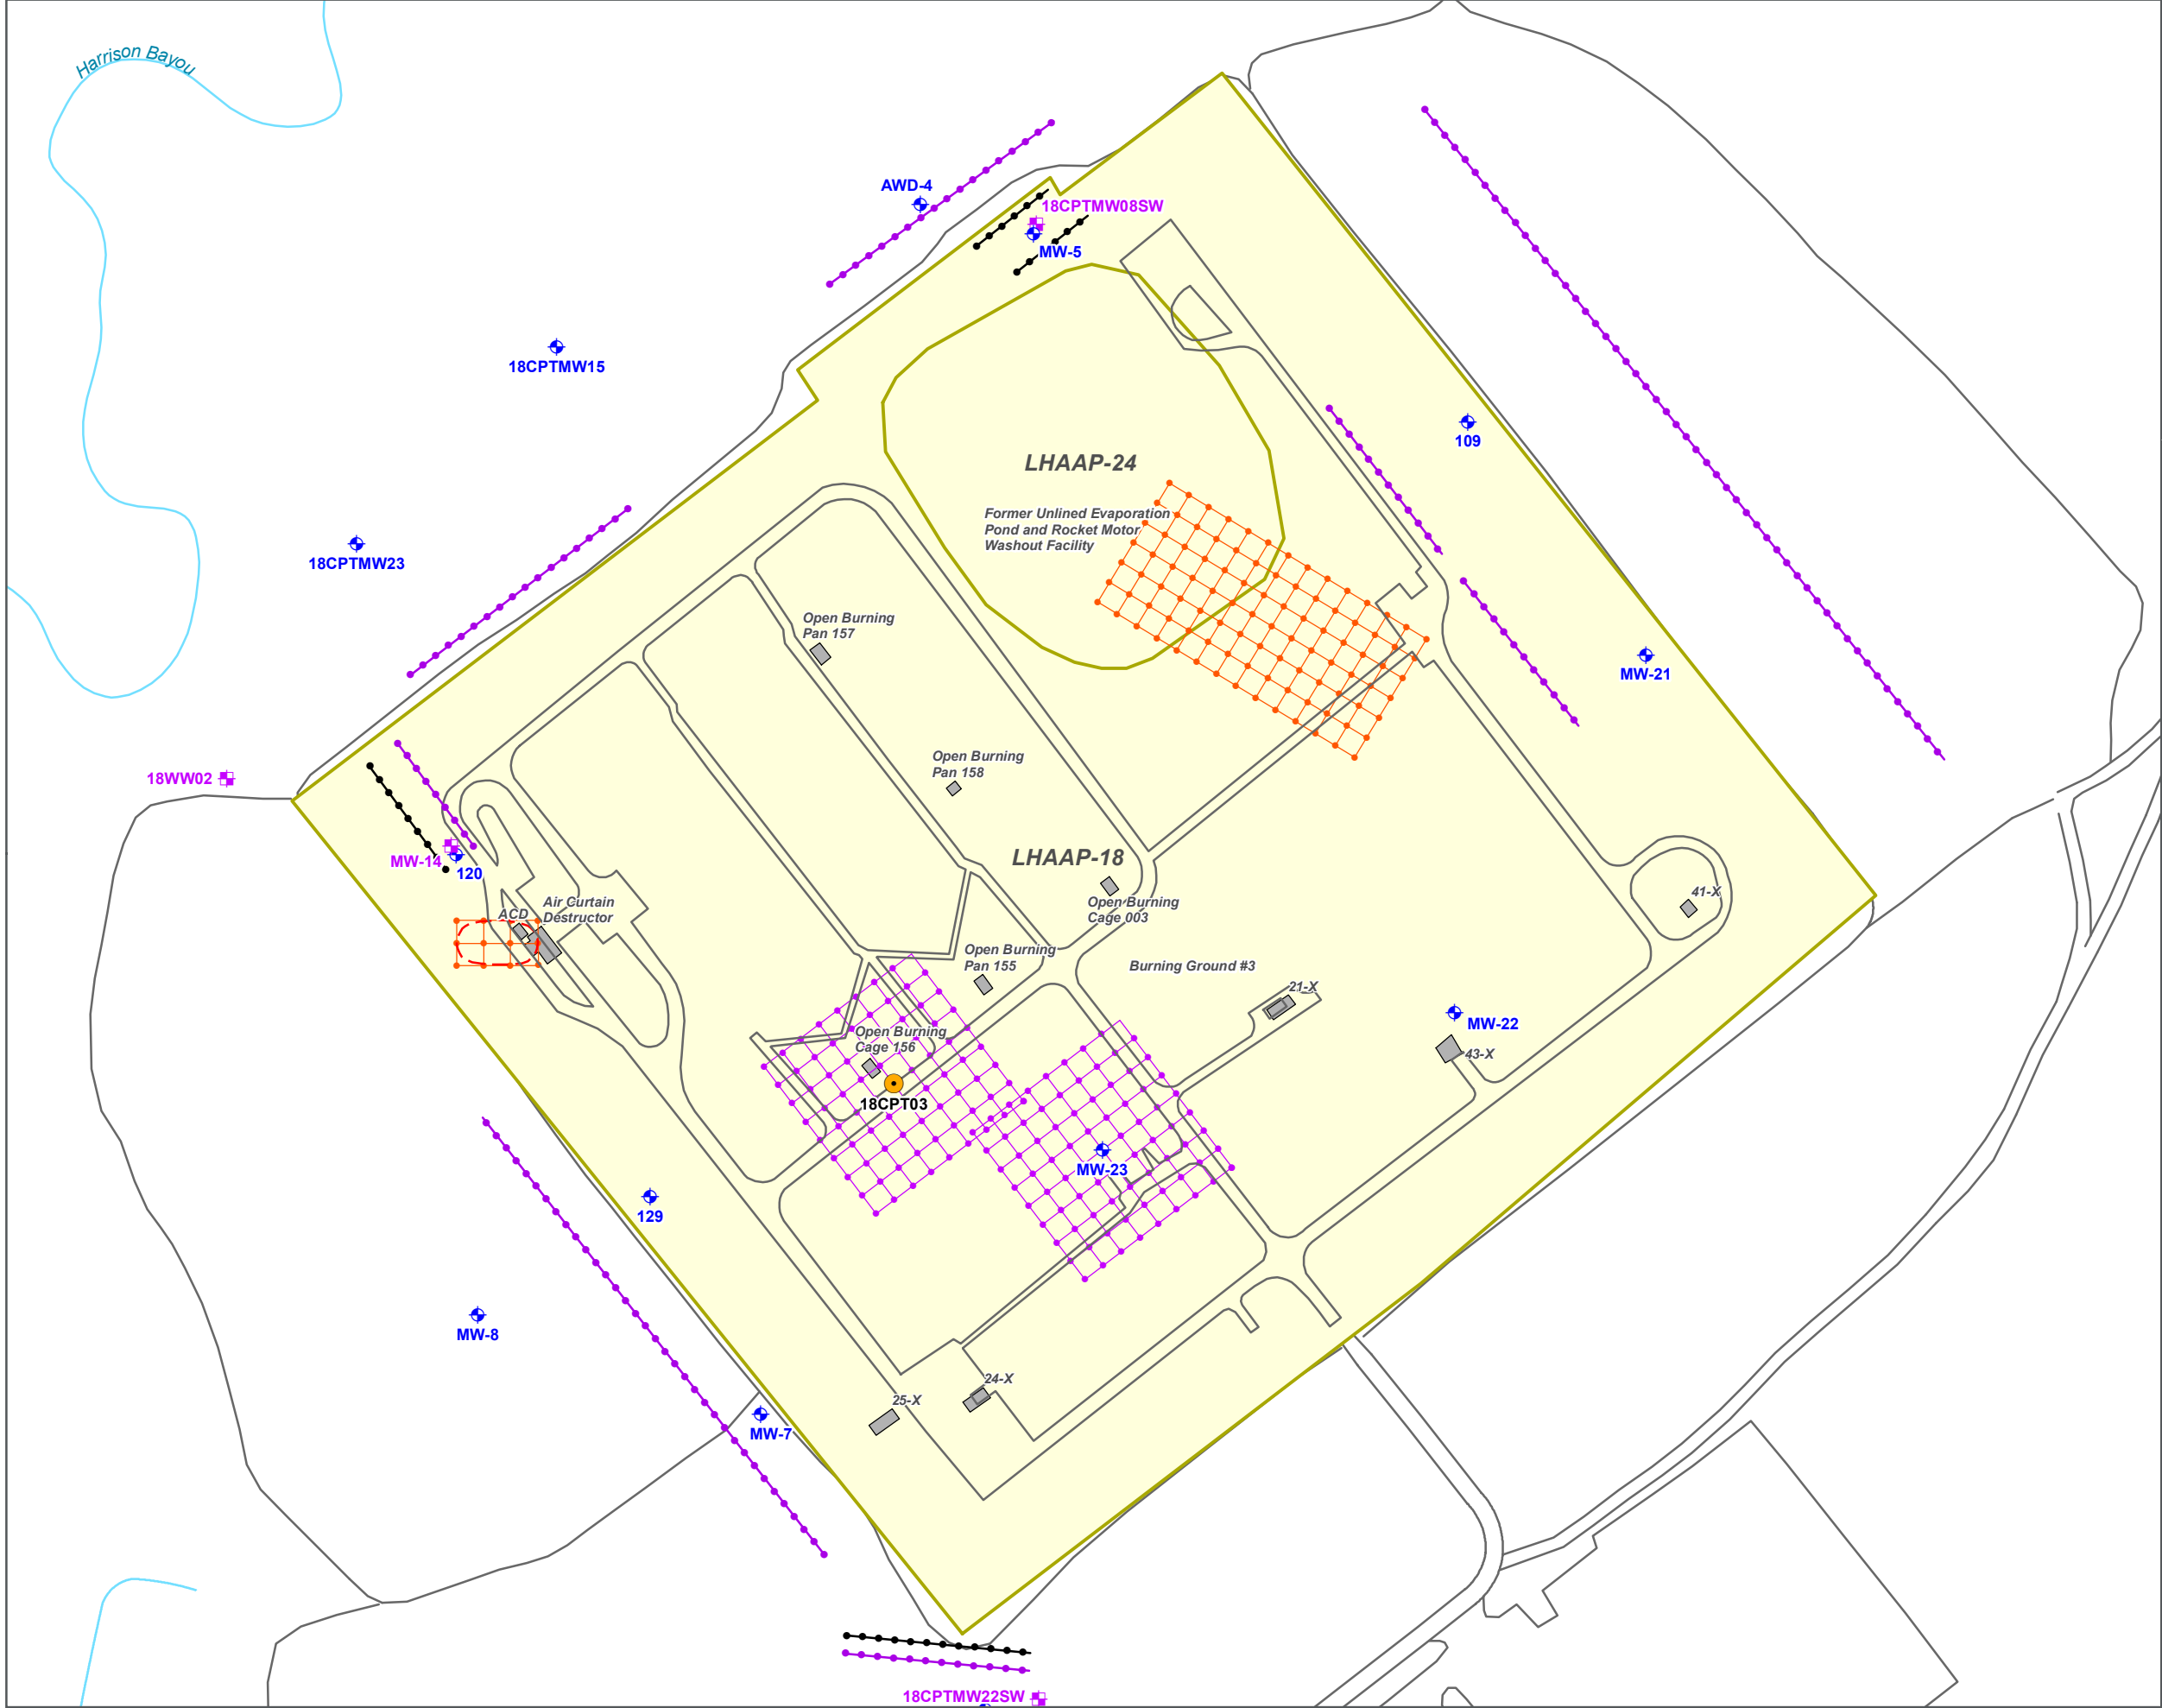 Harrison Bayou
AWD-4
18CPTMW08SW
MW-5
18CPTMW15
109
LHAAP-24
Former Unlined Evaporation
Pond and Rocket Motor
Washout Facility
18CPTMW23
Open Burning
Pan 157
MW-21
Open Burning
Pan 158
18WW02
LHAAP-18
MW-14
120
41-X
Air Curtain
Destructor
ACD
Open Burning
Cage 003
Open Burning
Pan 155
Burning Ground #3
21-X
MW-22
43-X
Open Burning
Cage 156
18CPT03
MW-23
129
MW-8
24-X
25-X
MW-7
18CPTMW22SW